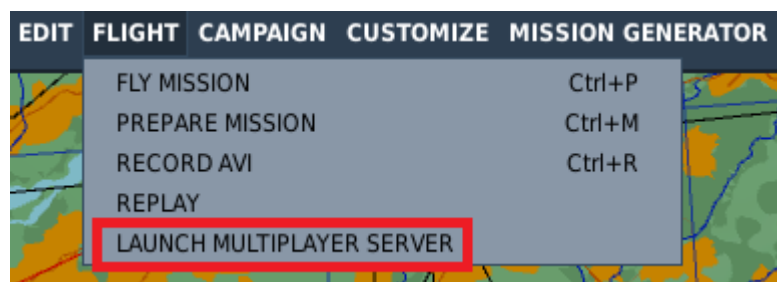 EDIT FLIGHT CAMPAIGN CUSTOMIZE MISSION GENERATOR
FLY MISSION Ctrl+P
PREPARE MISSION Ctrl+M
RECORD AVI Ctrl+R
REPLAY
LAUNCH MULTIPLAYER SERVER